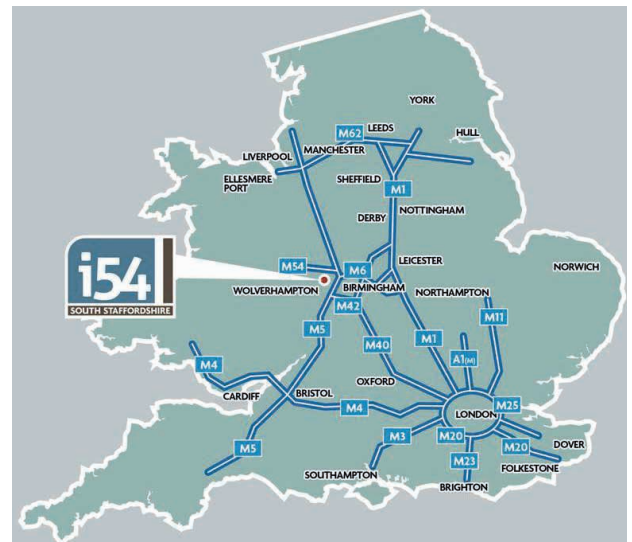 YORK
M62
LEEDS
HULL
MANCHESTER
LIVERPOOL
ELLESMERE
PORT
SHEFFIELD
M1
NOTTINGHAM
DERBY
LEICESTER
NORWICH
M54
M6
i54
SOUTH STAFFORDSHIRE
WOLVERHAMPTON
BIRMINGHAM
NORTHAMPTON
M42
M11
M5
M1
M40
A1(M)
M4
OXFORD
CARDIFF
BRISTOL
M4
M25
LONDON
M3
M20
M5
M20
DOVER
M23
FOLKESTONE
SOUTHAMPTON
BRIGHTON